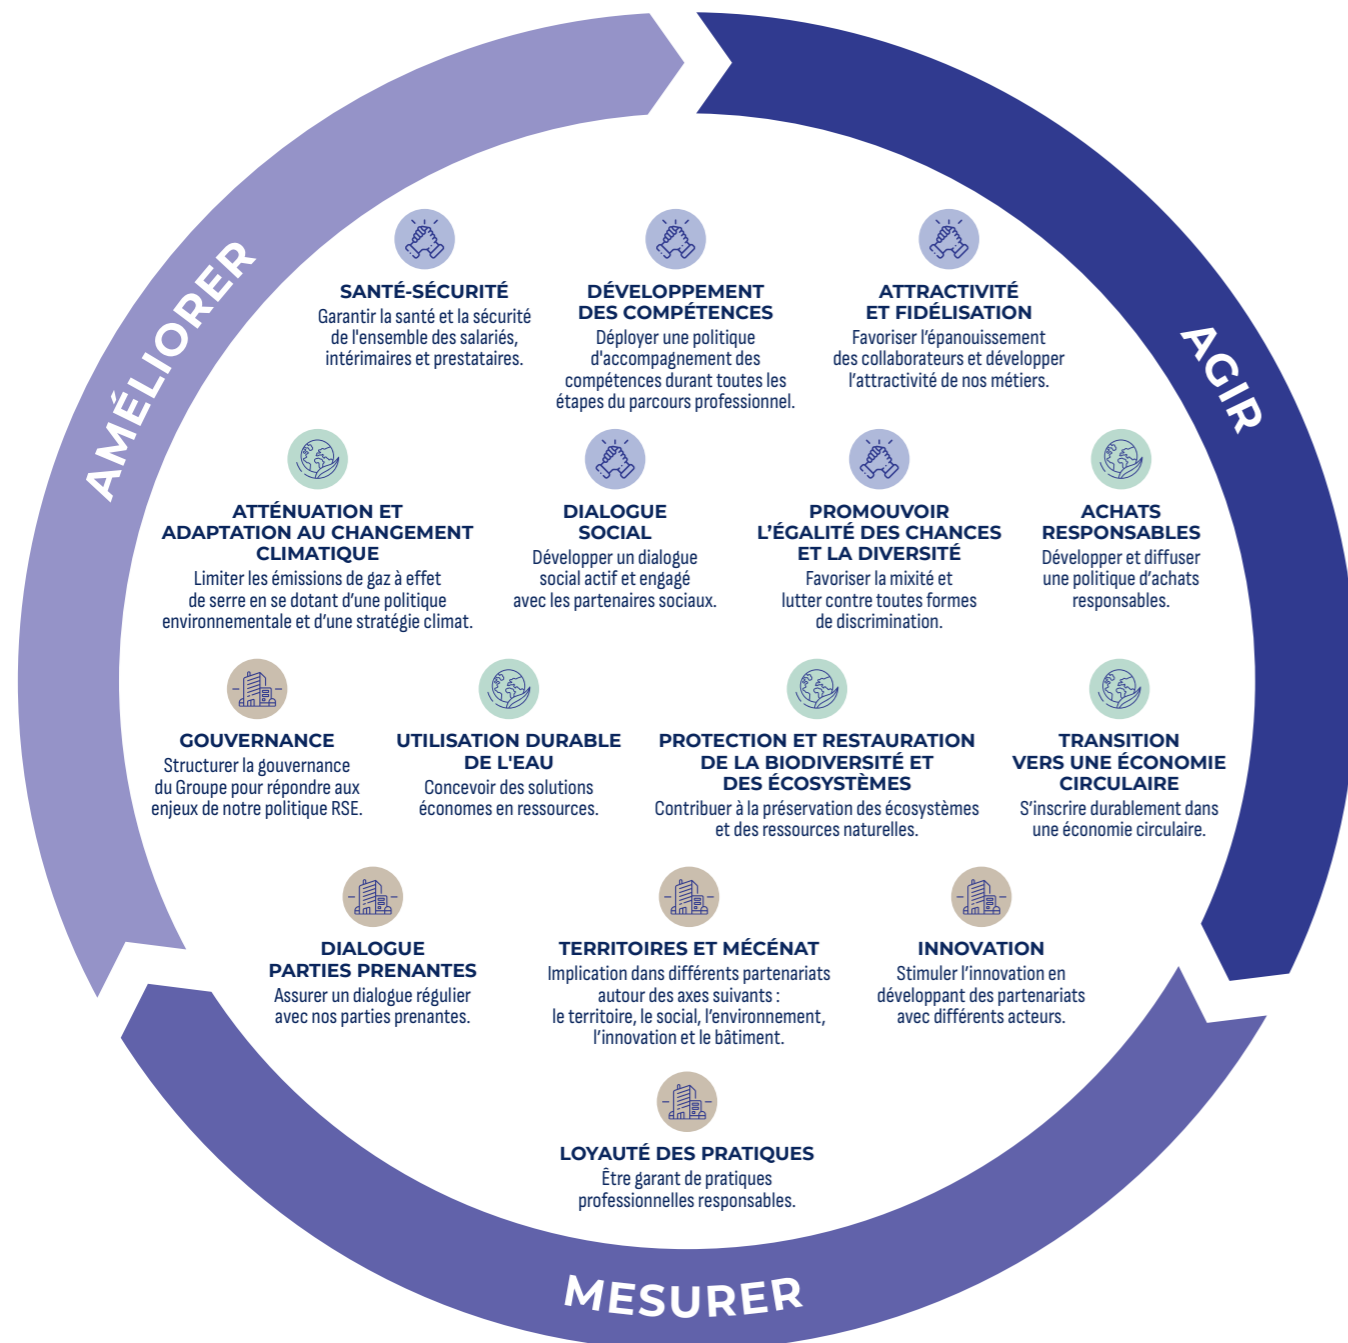 AMÉLIORER
AGIR
SANTÉ-SÉCURITÉ
Garantir la santé et la sécurité
de l'ensemble des salariés,
intérimaires et prestataires.
DÉVELOPPEMENT
DES COMPÉTENCES
Déployer une politique
d'accompagnement des
compétences durant toutes les
étapes du parcours professionnel.
ATTRACTIVITÉ
ET FIDÉLISATION
Favoriser l’épanouissement
des collaborateurs et développer
l’attractivité de nos métiers.
ATTÉNUATION ET
ADAPTATION AU CHANGEMENT
CLIMATIQUE
Limiter les émissions de gaz à effet
de serre en se dotant d’une politique
environnementale et d’une stratégie climat.
DIALOGUE
SOCIAL
Développer un dialogue
social actif et engagé
avec les partenaires sociaux.
PROMOUVOIR
L’ÉGALITÉ DES CHANCES
ET LA DIVERSITÉ
Favoriser la mixité et
lutter contre toutes formes
de discrimination.
ACHATS
RESPONSABLES
Développer et diffuser
une politique d’achats
responsables.
GOUVERNANCE
Structurer la gouvernance
du Groupe pour répondre aux
enjeux de notre politique RSE.
UTILISATION DURABLE
DE L'EAU
Concevoir des solutions
économes en ressources.
PROTECTION ET RESTAURATION
DE LA BIODIVERSITÉ ET
DES ÉCOSYSTÈMES
Contribuer à la préservation des écosystèmes
et des ressources naturelles.
TRANSITION
VERS UNE ÉCONOMIE
CIRCULAIRE
S’inscrire durablement dans
une économie circulaire.
DIALOGUE
PARTIES PRENANTES
Assurer un dialogue régulier
avec nos parties prenantes.
TERRITOIRES ET MÉCÉNAT
Implication dans différents partenariats
autour des axes suivants :
le territoire, le social, l’environnement,
l’innovation et le bâtiment.
INNOVATION
Stimuler l’innovation en
développant des partenariats
avec différents acteurs.
LOYAUTÉ DES PRATIQUES
Être garant de pratiques
professionnelles responsables.
MESURER